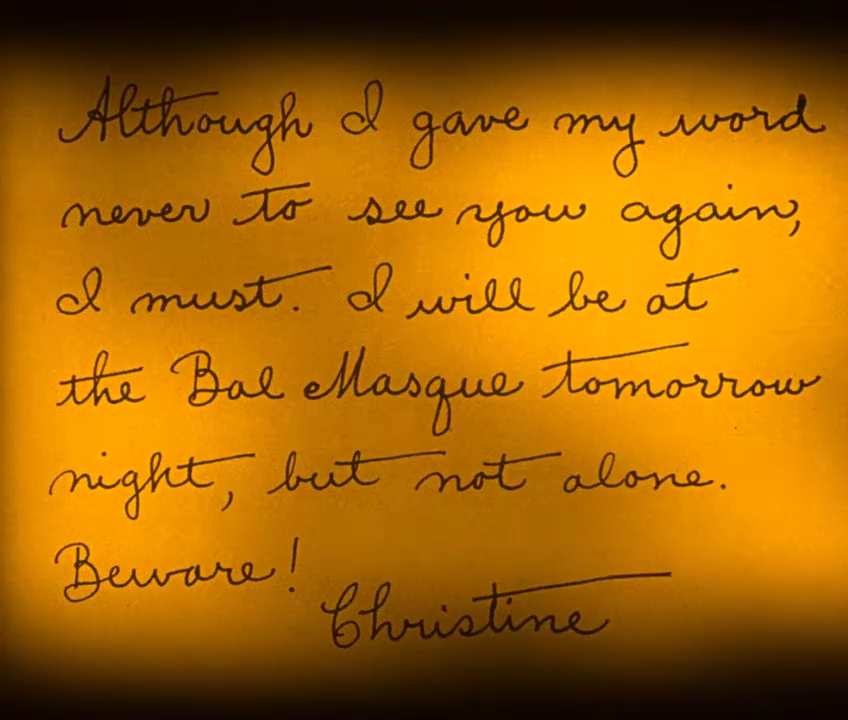 Although I gave my word
never to see you again,
I must. I will be at
the Bal Masque tomorrow
night, but not alone.
Beware!
Christine